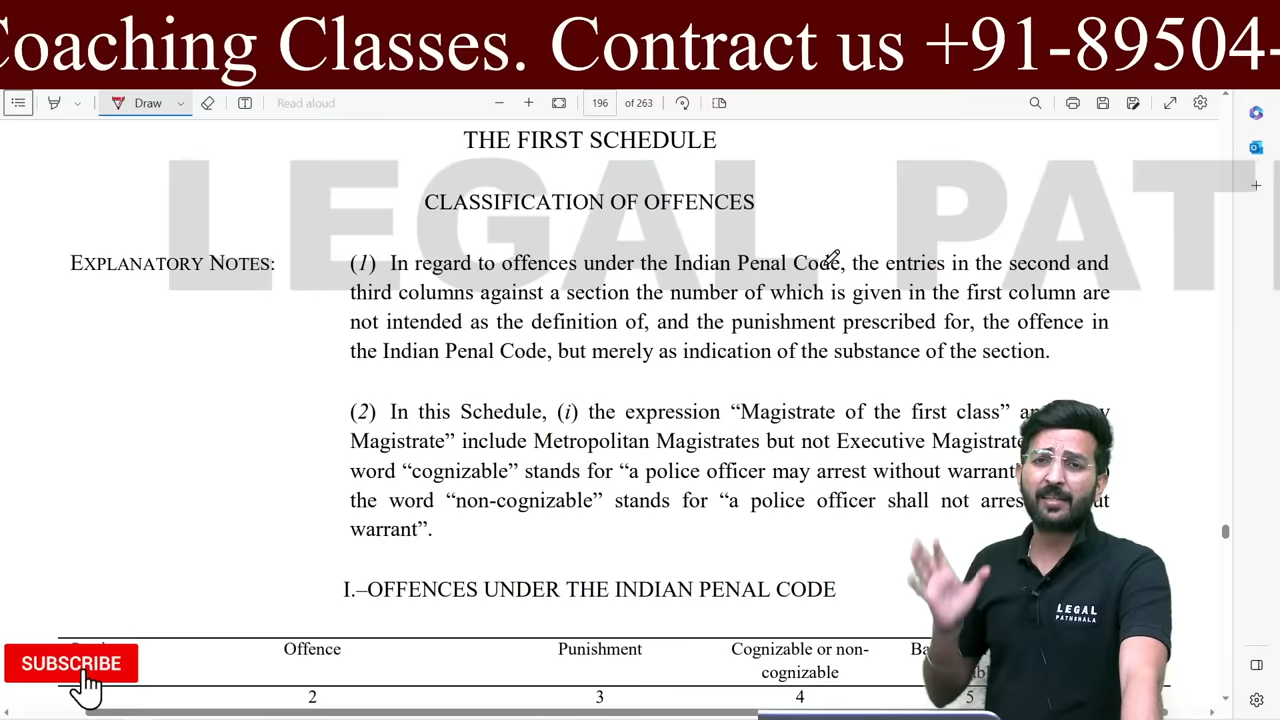 Coaching Classes. Contract us +91-89504-
Draw
Read aloud
196 of 263
THE FIRST SCHEDULE
LEGAL PAT
CLASSIFICATION OF OFFENCES
EXPLANATORY NOTES: (1) In regard to offences under the Indian Penal Code, the entries in the second and
third columns against a section the number of which is given in the first column are
not intended as the definition of, and the punishment prescribed for, the offence in
the Indian Penal Code, but merely as indication of the substance of the section.
(2) In this Schedule, (i) the expression “Magistrate of the first class”
Magistrate” include Metropolitan Magistrates but not Executive
word “cognizable” stands for “a police officer may arrest without warrant
the word “non-cognizable” stands for “a police officer shall not
warrant”.
I.–OFFENCES UNDER THE INDIAN PENAL CODE
Offence Punishment Cognizable or non-
cognizable
2 3 4 5
SUBSCRIBE
LEGAL
PATHSHALA